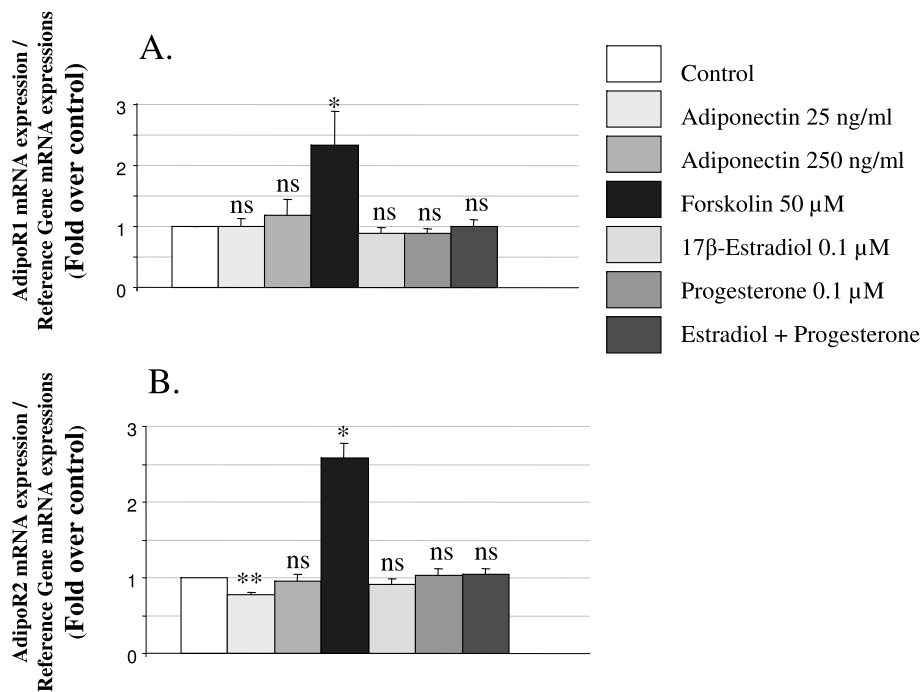 A.
AdipoR1 mRNA expression /
Reference Gene mRNA expressions
(Fold over control)
3
2
1
0
ns
ns
*
ns
ns
ns
Control
Adiponectin 25 ng/ml
Adiponectin 250 ng/ml
Forskolin 50 µM
17β-Estradiol 0.1 µM
Progesterone 0.1 µM
Estradiol + Progesterone
B.
AdipoR2 mRNA expression /
Reference Gene mRNA expressions
(Fold over control)
3
2
1
0
**
ns
*
ns
ns
ns